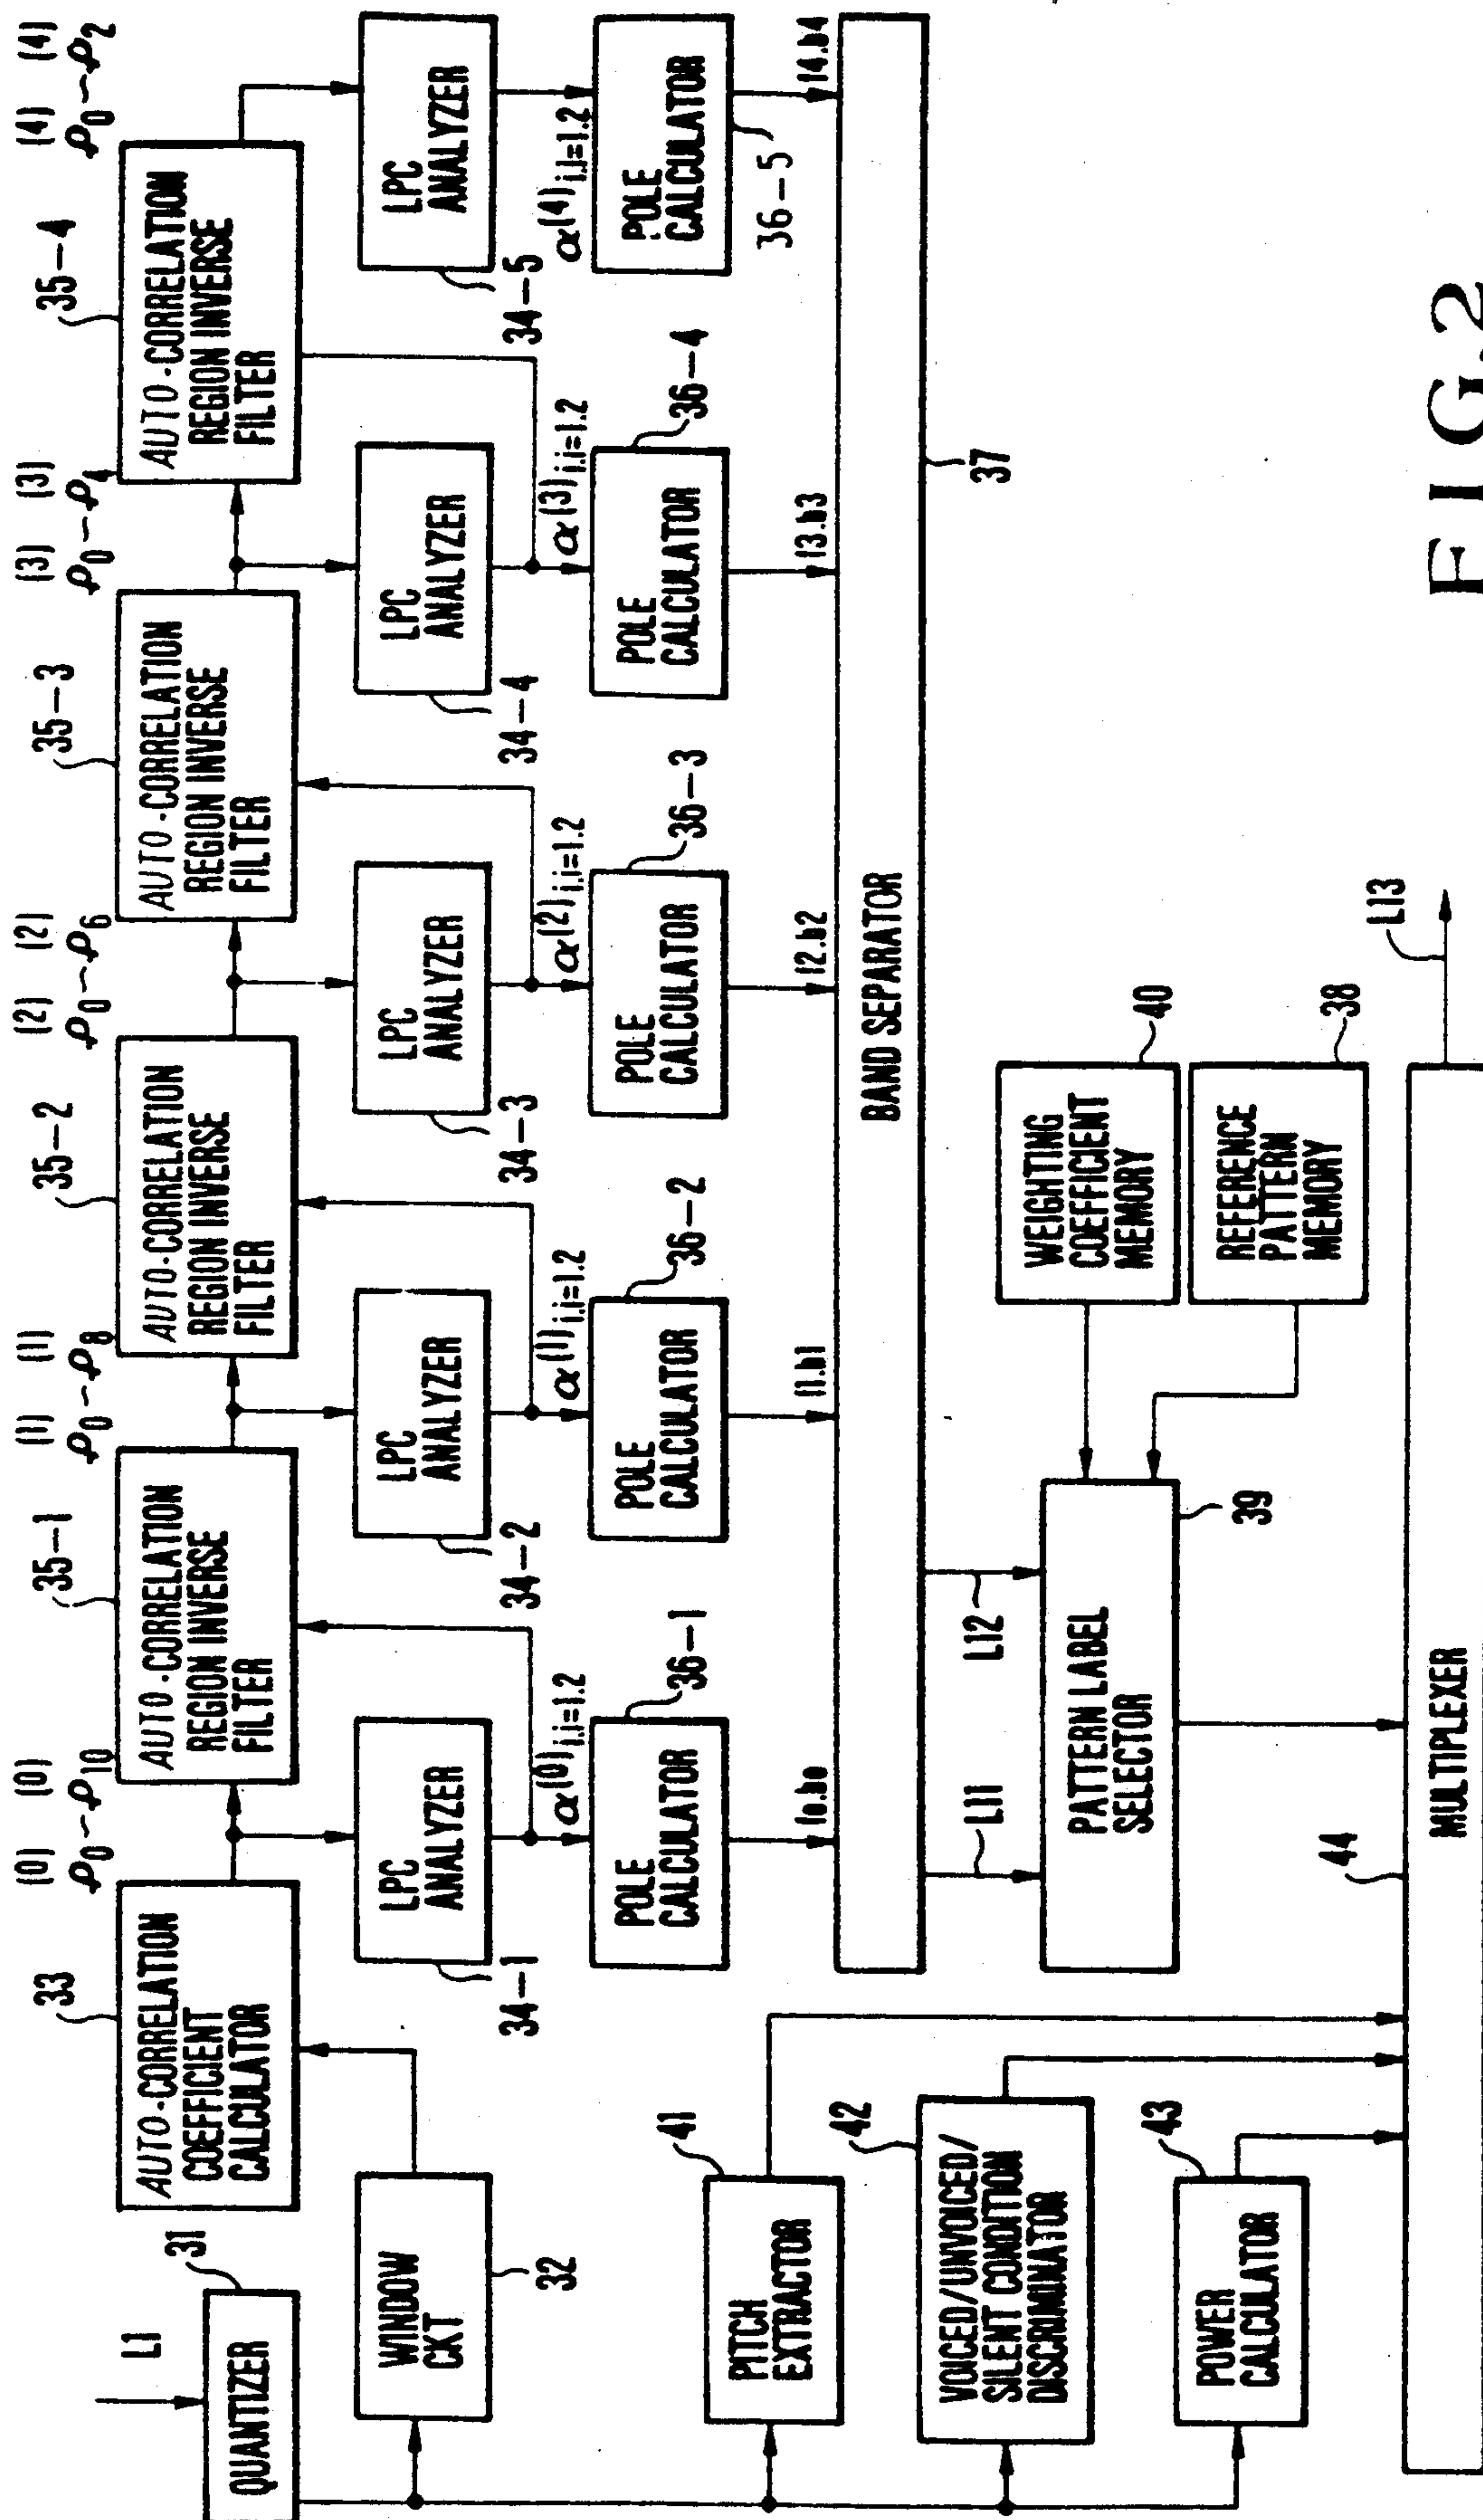 L1
31
QUANTIZER
WINDOW
CKT
32
33
AUTO-CORRELATION
COEFFICIENT
CALCULATOR
(0) (0)
ρ0~ρ10
35-1
AUTO-CORRELATION
REGION INVERSE
FILTER
(1) (1)
ρ0~ρ8
35-2
AUTO-CORRELATION
REGION INVERSE
FILTER
(2) (2)
ρ0~ρ6
35-3
AUTO-CORRELATION
REGION INVERSE
FILTER
(3) (3)
ρ0~ρ4
35-4
AUTO-CORRELATION
REGION INVERSE
FILTER
(4) (4)
ρ0~ρ2
LPC
ANALYZER
34-1
LPC
ANALYZER
34-2
LPC
ANALYZER
34-3
LPC
ANALYZER
34-4
LPC
ANALYZER
34-5
α(0)i,i=1.2
α(1)i,i=1.2
α(2)i,i=1.2
α(3)i,i=1.2
α(4)i,i=1.2
POLE
CALCULATOR
36-1
POLE
CALCULATOR
36-2
POLE
CALCULATOR
36-3
POLE
CALCULATOR
36-4
POLE
CALCULATOR
36-5
f0.b0
f1.b1
f2.b2
f3.b3
f4.b4
BAND SEPARATOR
37
41
PITCH
EXTRACTOR
42
VOICED/UNVOICED/
SILENT CONDITION
DISCRIMINATOR
43
POWER
CALCULATOR
L11
L12
PATTERN LABEL
SELECTOR
39
WEIGHTING
COEFFICIENT
MEMORY
40
REFERENCE
PATTERN
MEMORY
38
44
MULTIPLEXER
L13
FIG.2